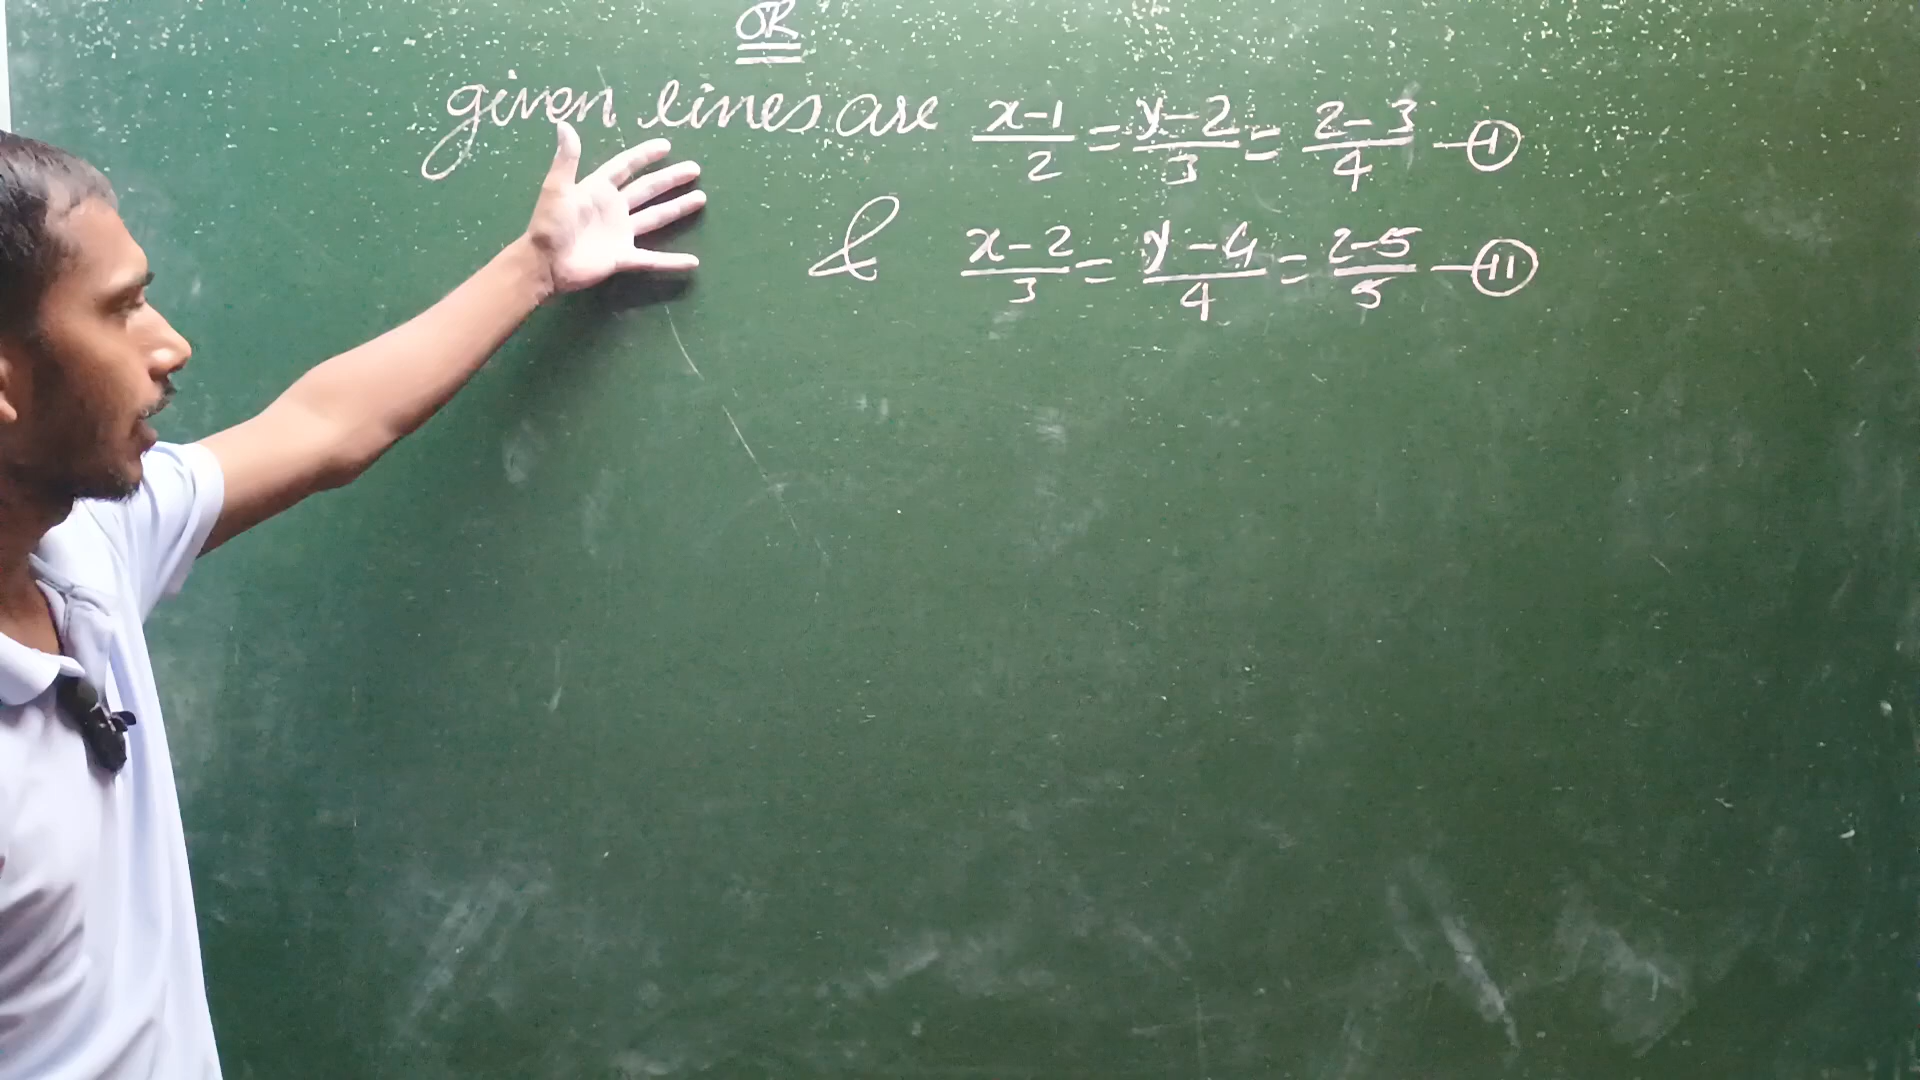 OR
given lines are x-1/2 = y-2/3 = z-3/4 — (I)
& x-2/3 = y-4/4 = z-5/5 — (II)